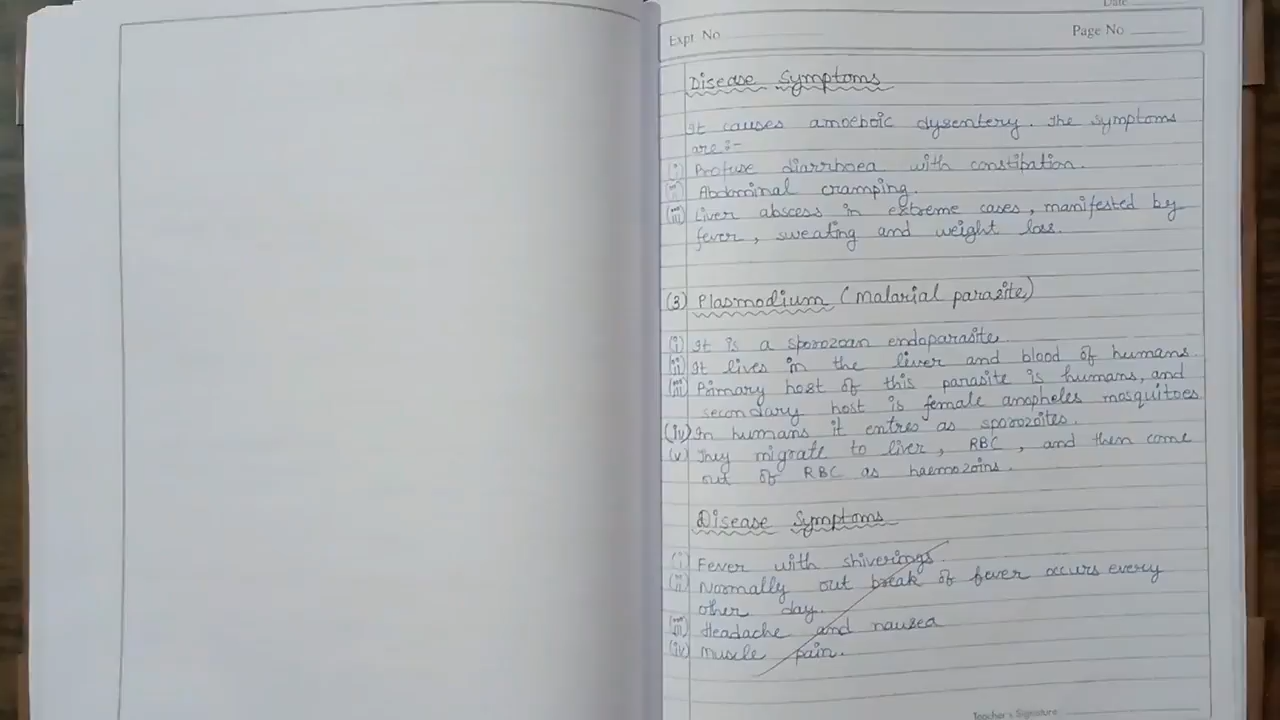 Date
Expt. No
Page No
Disease Symptoms
It causes amoeboic dysentery. The symptoms
are :-
(i) Profuse diarrhoea with constipation.
(ii) Abdominal cramping.
(iii) Liver abscess in extreme cases, manifested by
fever, sweating and weight loss.
(3) Plasmodium (Malarial parasite)
(i) It is a sporozoan endoparasite
(ii) It lives in the liver and blood of humans.
(iii) Primary host of this parasite is humans, and
secondary host is female anopheles mosquitoes
(iv) In humans it entres as sporozoites.
(v) They migrate to liver, RBC, and then come
out of RBC as haemozoins.
Disease Symptoms
(i) Fever with shiverings.
(ii) Normally out break of fever occurs every
other day.
(iii) Headache and nausea
(iv) Muscle pain.
Teacher's Signature